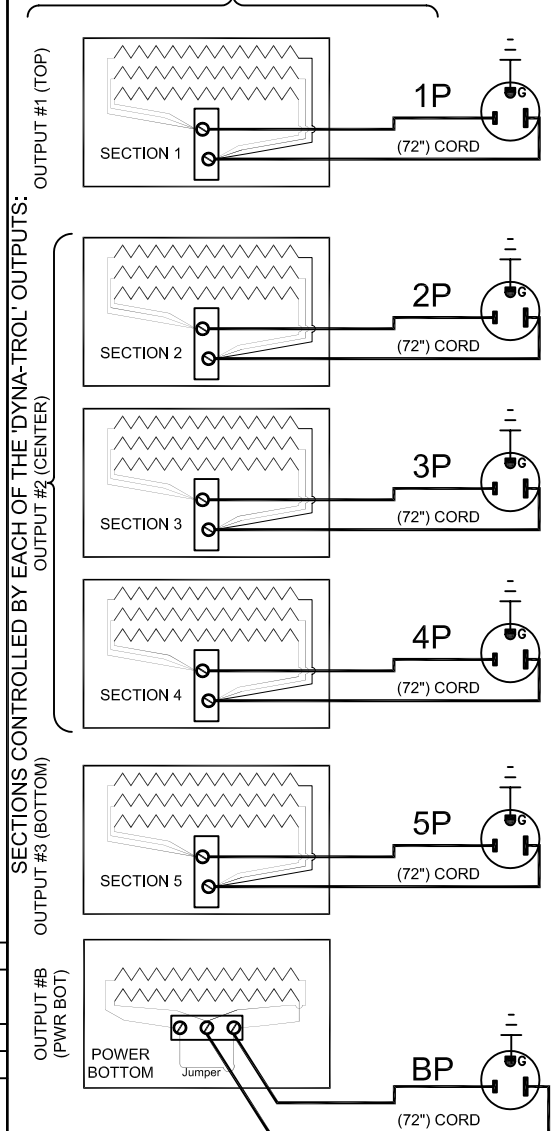 SECTIONS CONTROLLED BY EACH OF THE 'DYNA-TROL' OUTPUTS:
OUTPUT #1 (TOP)
SECTION 1
1P
(72") CORD
G
OUTPUT #2 (CENTER)
SECTION 2
2P
(72") CORD
G
SECTION 3
3P
(72") CORD
G
SECTION 4
4P
(72") CORD
G
OUTPUT #3 (BOTTOM)
SECTION 5
5P
(72") CORD
G
OUTPUT #B
(PWR BOT)
POWER
BOTTOM
Jumper
BP
(72") CORD
G